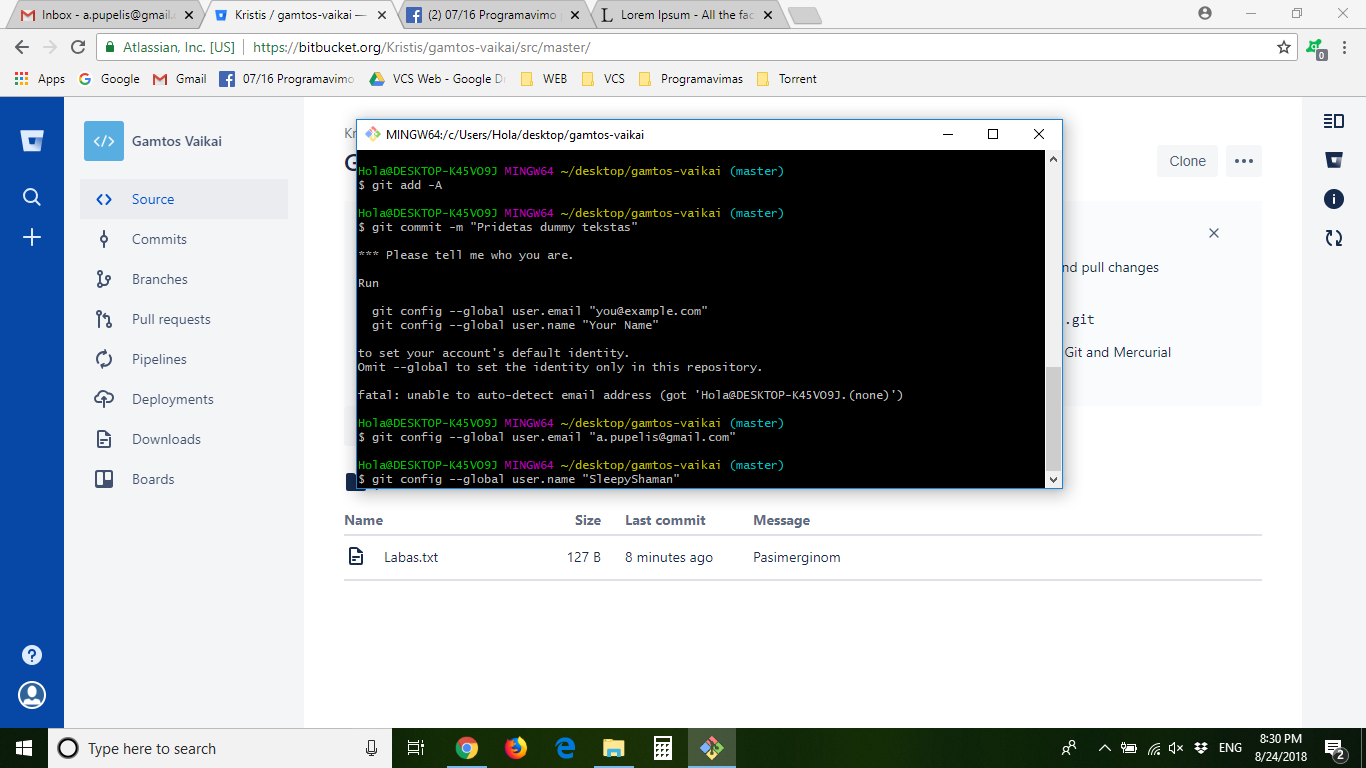 Inbox - a.pupelis@gmail.
Kristis / gamtos-vaikai —
(2) 07/16 Programavimo
Lorem Ipsum - All the fac
Atlassian, Inc. [US]
https://bitbucket.org/Kristis/gamtos-vaikai/src/master/
0
Apps
Google
Gmail
07/16 Programavimo
VCS Web - Google Dr
WEB
VCS
Programavimas
Torrent
Gamtos Vaikai
Source
Commits
Branches
Pull requests
Pipelines
Deployments
Downloads
Boards
Kr
G
Clone
nd pull changes
.git
Git and Mercurial
MINGW64:/c/Users/Hola/desktop/gamtos-vaikai
Hola@DESKTOP-K45VO9J MINGW64 ~/desktop/gamtos-vaikai (master)
$ git add -A
Hola@DESKTOP-K45VO9J MINGW64 ~/desktop/gamtos-vaikai (master)
$ git commit -m "Pridetas dummy tekstas"
*** Please tell me who you are.
Run
git config --global user.email "you@example.com"
git config --global user.name "Your Name"
to set your account's default identity.
Omit --global to set the identity only in this repository.
fatal: unable to auto-detect email address (got 'Hola@DESKTOP-K45VO9J.(none)')
Hola@DESKTOP-K45VO9J MINGW64 ~/desktop/gamtos-vaikai (master)
$ git config --global user.email "a.pupelis@gmail.com"
Hola@DESKTOP-K45VO9J MINGW64 ~/desktop/gamtos-vaikai (master)
$ git config --global user.name "SleepyShaman"
Name Size Last commit Message
Labas.txt 127 B 8 minutes ago Pasimerginom
Type here to search
ENG
8:30 PM
8/24/2018
2